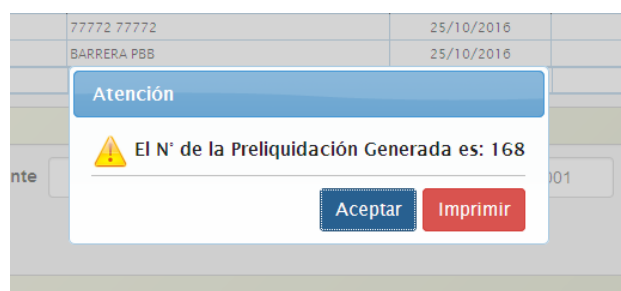 77772 77772 25/10/2016
BARRERA PBB 25/10/2016
Atención
El N° de la Preliquidación Generada es: 168
nte 001
Aceptar Imprimir